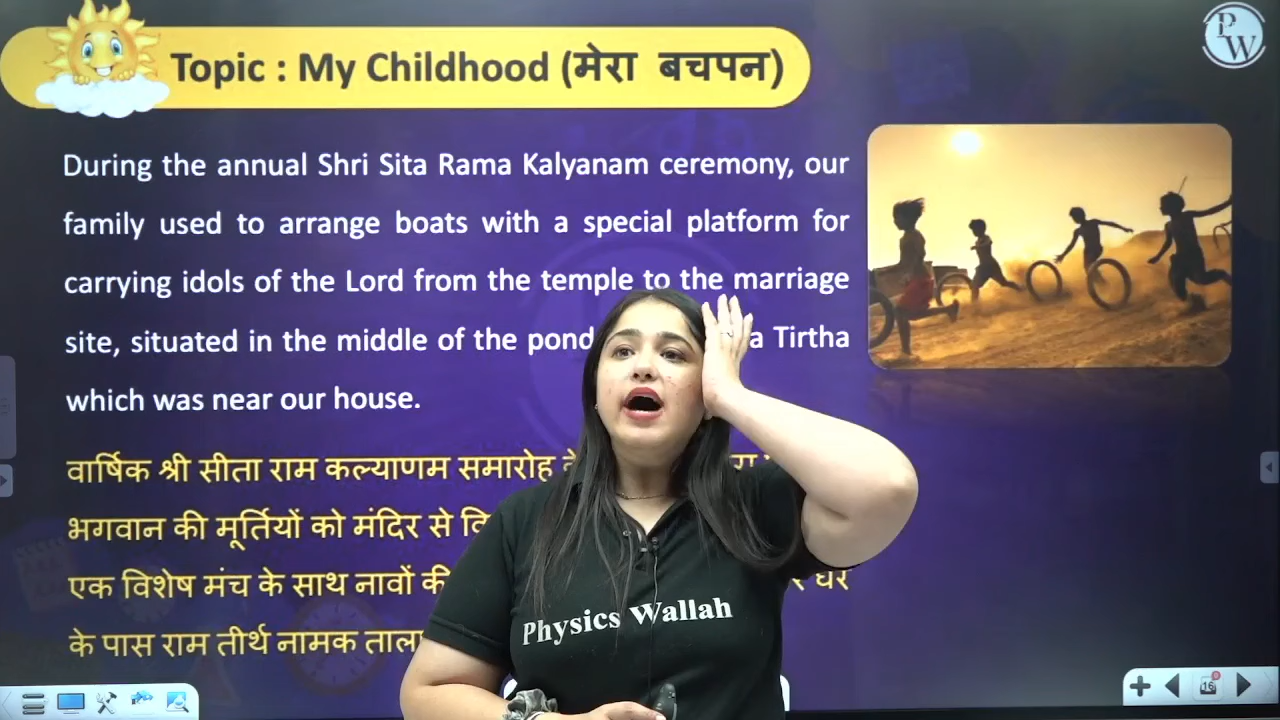 Topic : My Childhood (मेरा बचपन)
PW
During the annual Shri Sita Rama Kalyanam ceremony, our
family used to arrange boats with a special platform for
carrying idols of the Lord from the temple to the marriage
site, situated in the middle of the pond a Tirtha
which was near our house.
वार्षिक श्री सीता राम कल्याणम समारोह
भगवान की मूर्तियों को मंदिर से
एक विशेष मंच के साथ नावों की घर
के पास राम तीर्थ नामक
Physics Wallah
16